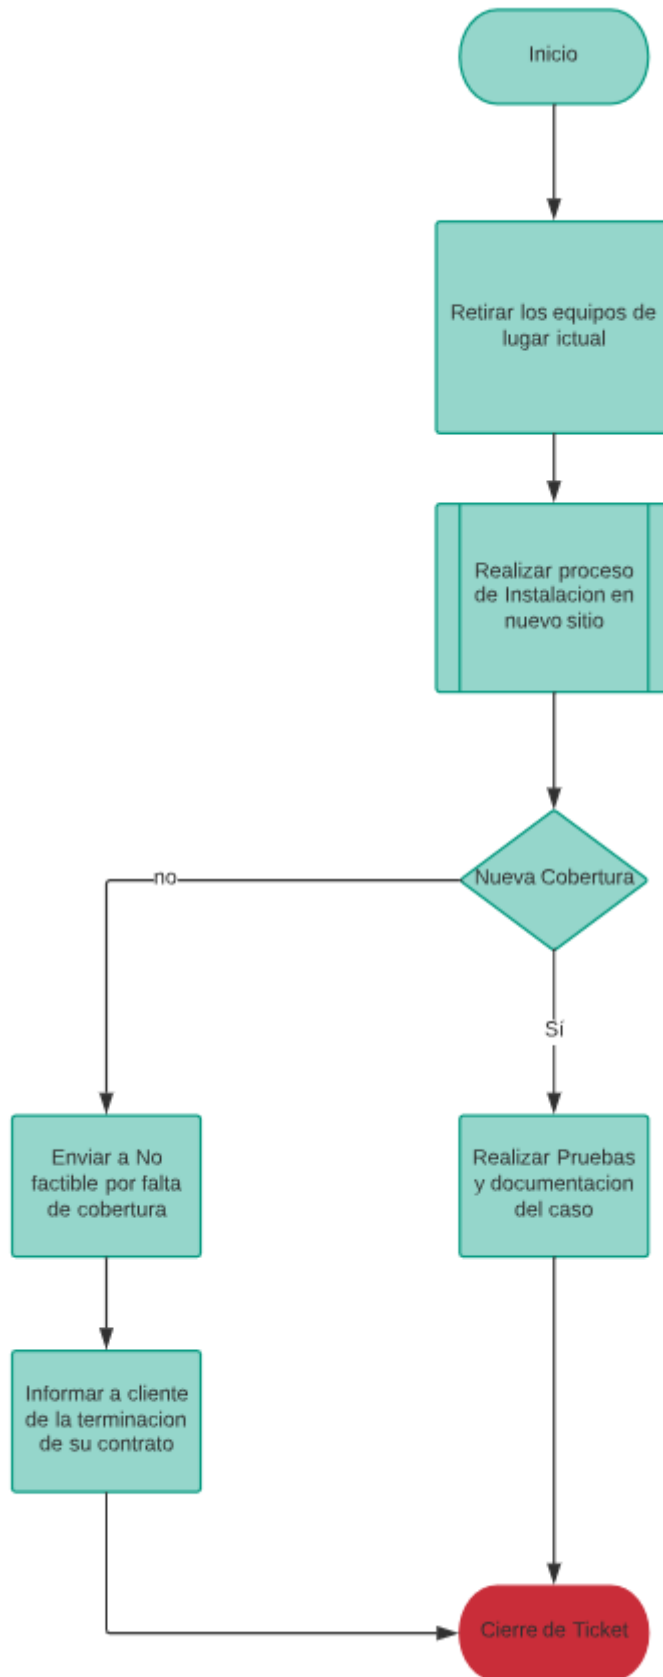 Inicio
Retirar los equipos de
lugar ictual
Realizar proceso
de Instalacion en
nuevo sitio
Nueva Cobertura
no
Sí
Enviar a No
factible por falta
de cobertura
Realizar Pruebas
y documentacion
del caso
Informar a cliente
de la terminacion
de su contrato
Cierre de Ticket